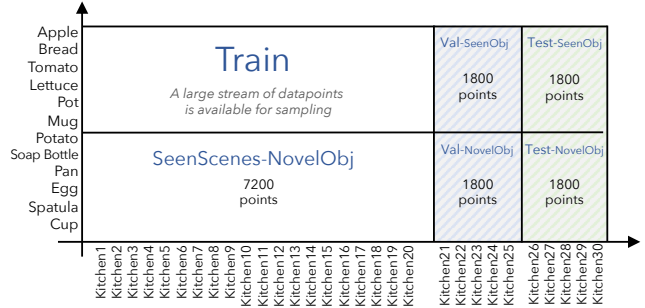 Apple
Bread
Tomato
Lettuce
Pot
Mug
Potato
Soap Bottle
Pan
Egg
Spatula
Cup
Train
A large stream of datapoints
is available for sampling
Val-SeenObj
1800
points
Test-SeenObj
1800
points
SeenScenes-NovelObj
7200
points
Val-NovelObj
1800
points
Test-NovelObj
1800
points
Kitchen1
Kitchen2
Kitchen3
Kitchen4
Kitchen5
Kitchen6
Kitchen7
Kitchen8
Kitchen9
Kitchen10
Kitchen11
Kitchen12
Kitchen13
Kitchen14
Kitchen15
Kitchen16
Kitchen17
Kitchen18
Kitchen19
Kitchen20
Kitchen21
Kitchen22
Kitchen23
Kitchen24
Kitchen25
Kitchen26
Kitchen27
Kitchen28
Kitchen29
Kitchen30